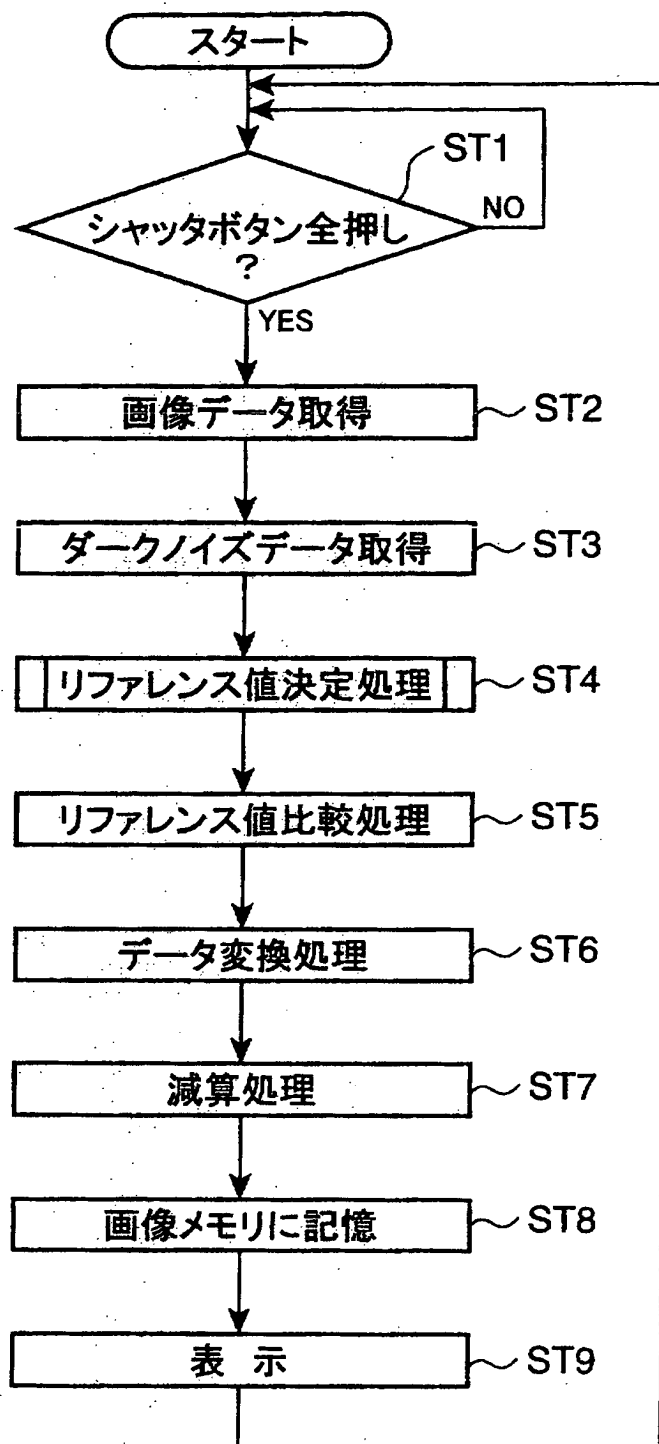 スタート
ST1
シャッタボタン全押し
?
NO
YES
画像データ取得
ST2
ダークノイズデータ取得
ST3
リファレンス値決定処理
ST4
リファレンス値比較処理
ST5
データ変換処理
ST6
減算処理
ST7
画像メモリに記憶
ST8
表 示
ST9